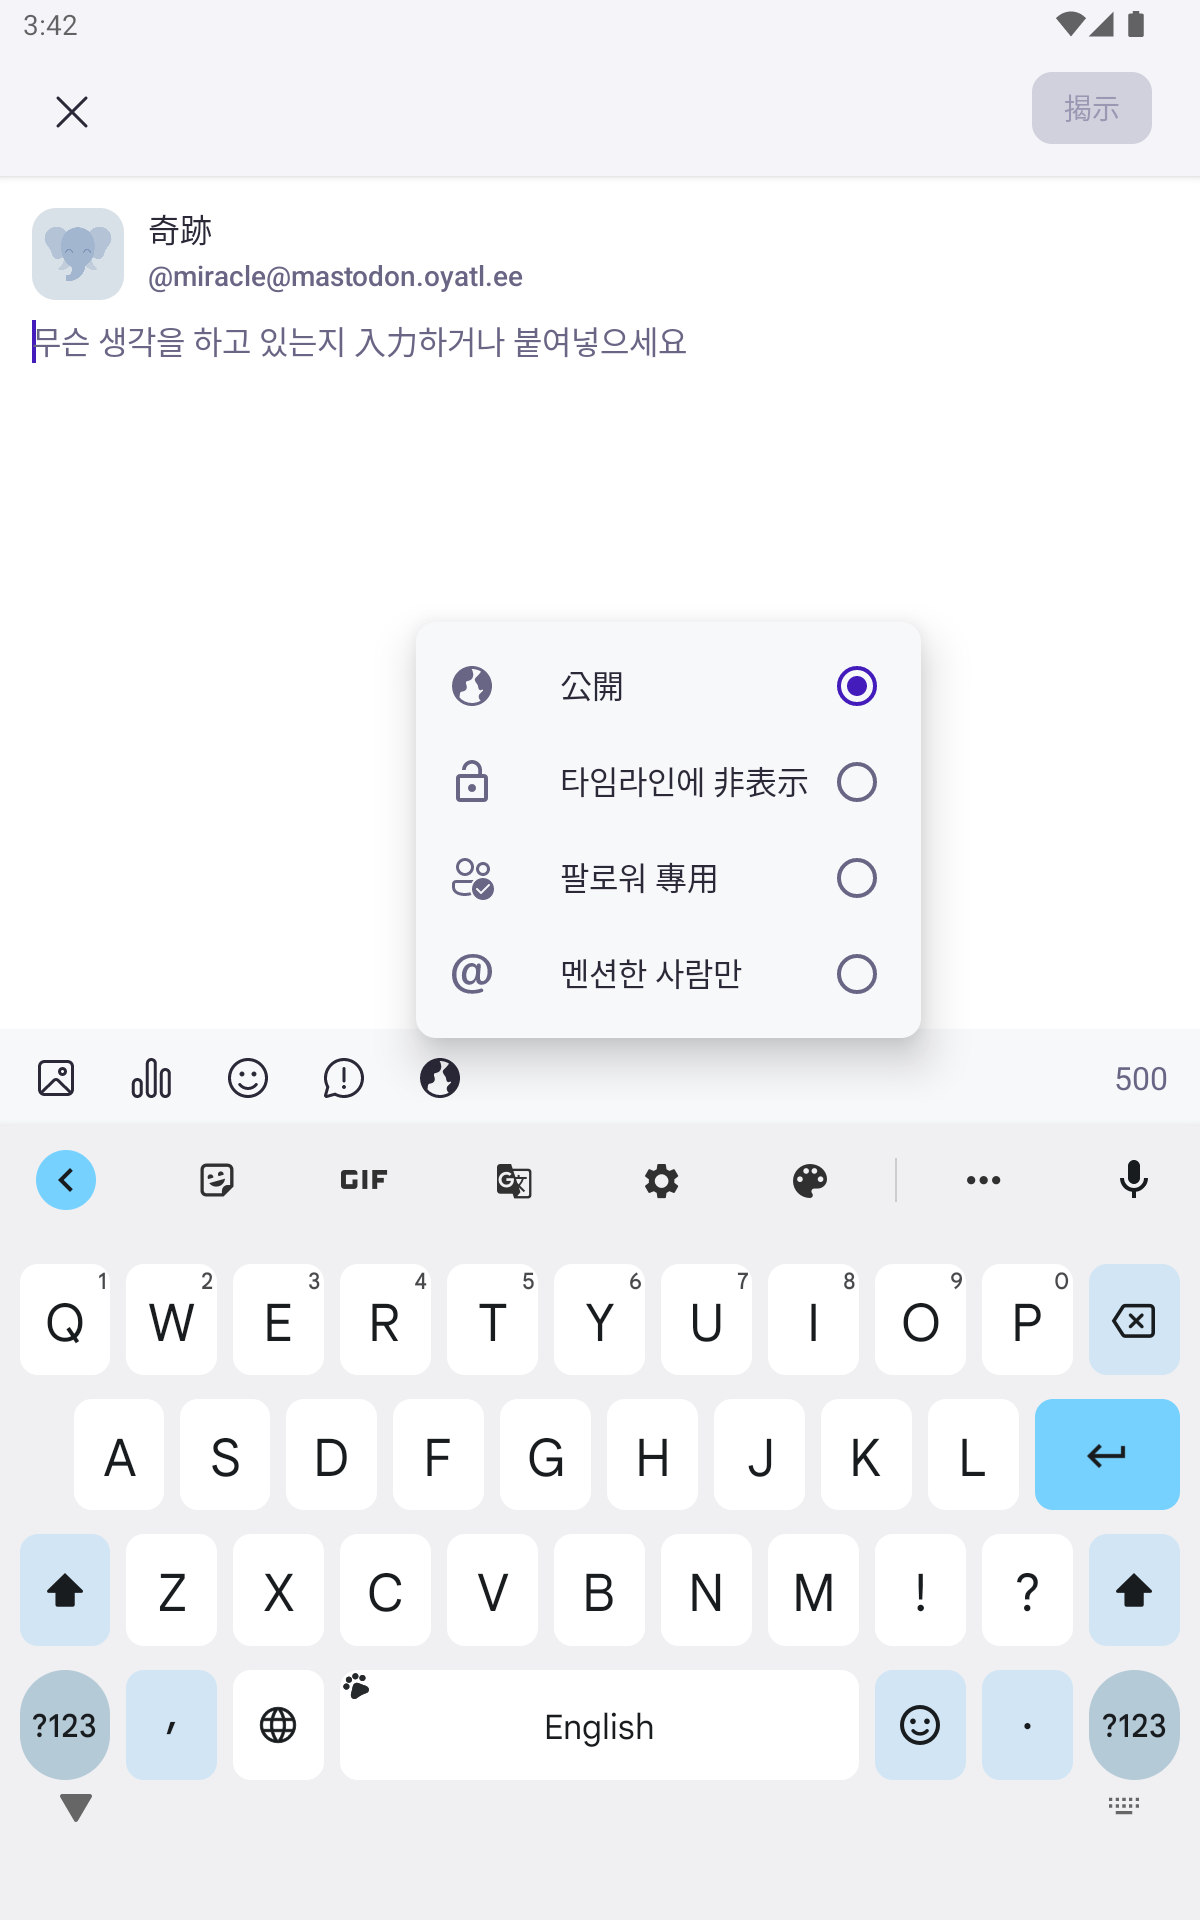 3:42
揭示
奇跡
@miracle@mastodon.oyatl.ee
무슨 생각을 하고 있는지 入力하거나 붙여넣으세요
公開
타임라인에 非表示
팔로워 專用
멘션한 사람만
500
GIF
Q 1 W 2 E 3 R 4 T 5 Y 6 U 7 I 8 O 9 P 0
A S D F G H J K L
Z X C V B N M ! ?
?123 , English . ?123